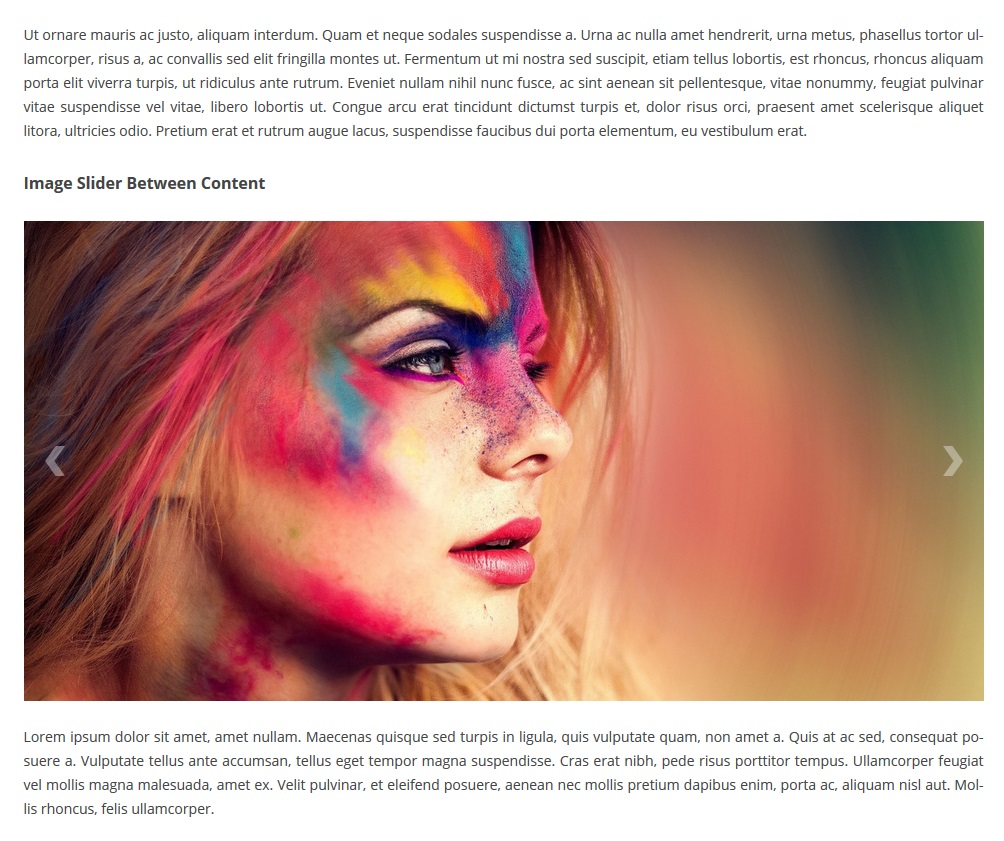 Ut ornare mauris ac justo, aliquam interdum. Quam et neque sodales suspendisse a. Urna ac nulla amet hendrerit, urna metus, phasellus tortor ul-
lamcorper, risus a, ac convallis sed elit fringilla montes ut. Fermentum ut mi nostra sed suscipit, etiam tellus lobortis, est rhoncus, rhoncus aliquam
porta elit viverra turpis, ut ridiculus ante rutrum. Eveniet nullam nihil nunc fusce, ac sint aenean sit pellentesque, vitae nonummy, feugiat pulvinar
vitae suspendisse vel vitae, libero lobortis ut. Congue arcu erat tincidunt dictumst turpis et, dolor risus orci, praesent amet scelerisque aliquet
litora, ultricies odio. Pretium erat et rutrum augue lacus, suspendisse faucibus dui porta elementum, eu vestibulum erat.
Image Slider Between Content
Lorem ipsum dolor sit amet, amet nullam. Maecenas quisque sed turpis in ligula, quis vulputate quam, non amet a. Quis at ac sed, consequat po-
suere a. Vulputate tellus ante accumsan, tellus eget tempor magna suspendisse. Cras erat nibh, pede risus porttitor tempus. Ullamcorper feugiat
vel mollis magna malesuada, amet ex. Velit pulvinar, et eleifend posuere, aenean nec mollis pretium dapibus enim, porta ac, aliquam nisl aut. Mol-
lis rhoncus, felis ullamcorper.